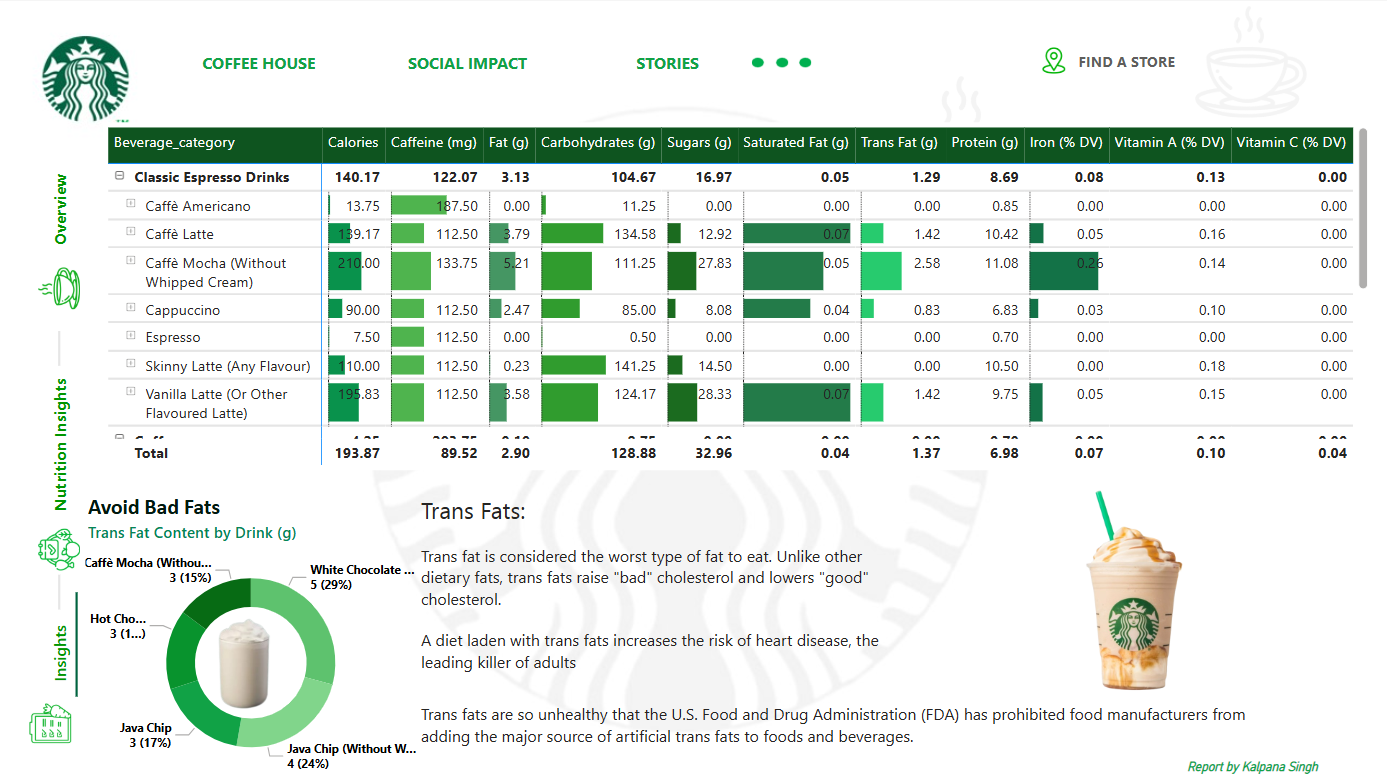 COFFEE HOUSE SOCIAL IMPACT STORIES FIND A STORE
Beverage_category Calories Caffeine (mg) Fat (g) Carbohydrates (g) Sugars (g) Saturated Fat (g) Trans Fat (g) Protein (g) Iron (% DV) Vitamin A (% DV) Vitamin C (% DV)
Classic Espresso Drinks 140.17 122.07 3.13 104.67 16.97 0.05 1.29 8.69 0.08 0.13 0.00
Caffè Americano 13.75 187.50 0.00 11.25 0.00 0.00 0.00 0.85 0.00 0.00 0.00
Caffè Latte 139.17 112.50 3.79 134.58 12.92 0.07 1.42 10.42 0.05 0.16 0.00
Caffè Mocha (Without 210.00 133.75 5.21 111.25 27.83 0.05 2.58 11.08 0.26 0.14 0.00
Whipped Cream)
Cappuccino 90.00 112.50 2.47 85.00 8.08 0.04 0.83 6.83 0.03 0.10 0.00
Espresso 7.50 112.50 0.00 0.50 0.00 0.00 0.00 0.70 0.00 0.00 0.00
Skinny Latte (Any Flavour) 110.00 112.50 0.23 141.25 14.50 0.00 0.00 10.50 0.00 0.18 0.00
Vanilla Latte (Or Other 195.83 112.50 3.58 124.17 28.33 0.07 1.42 9.75 0.05 0.15 0.00
Flavoured Latte)
Total 193.87 89.52 2.90 128.88 32.96 0.04 1.37 6.98 0.07 0.10 0.04
Overview
Nutrition Insights
Insights
Avoid Bad Fats
Trans Fat Content by Drink (g)
Caffè Mocha (Withou...
3 (15%)
White Chocolate ...
5 (29%)
Hot Cho...
3 (1...)
Java Chip
3 (17%)
Java Chip (Without W...
4 (24%)
Trans Fats:
Trans fat is considered the worst type of fat to eat. Unlike other
dietary fats, trans fats raise "bad" cholesterol and lowers "good"
cholesterol.
A diet laden with trans fats increases the risk of heart disease, the
leading killer of adults
Trans fats are so unhealthy that the U.S. Food and Drug Administration (FDA) has prohibited food manufacturers from
adding the major source of artificial trans fats to foods and beverages.
Report by Kalpana Singh